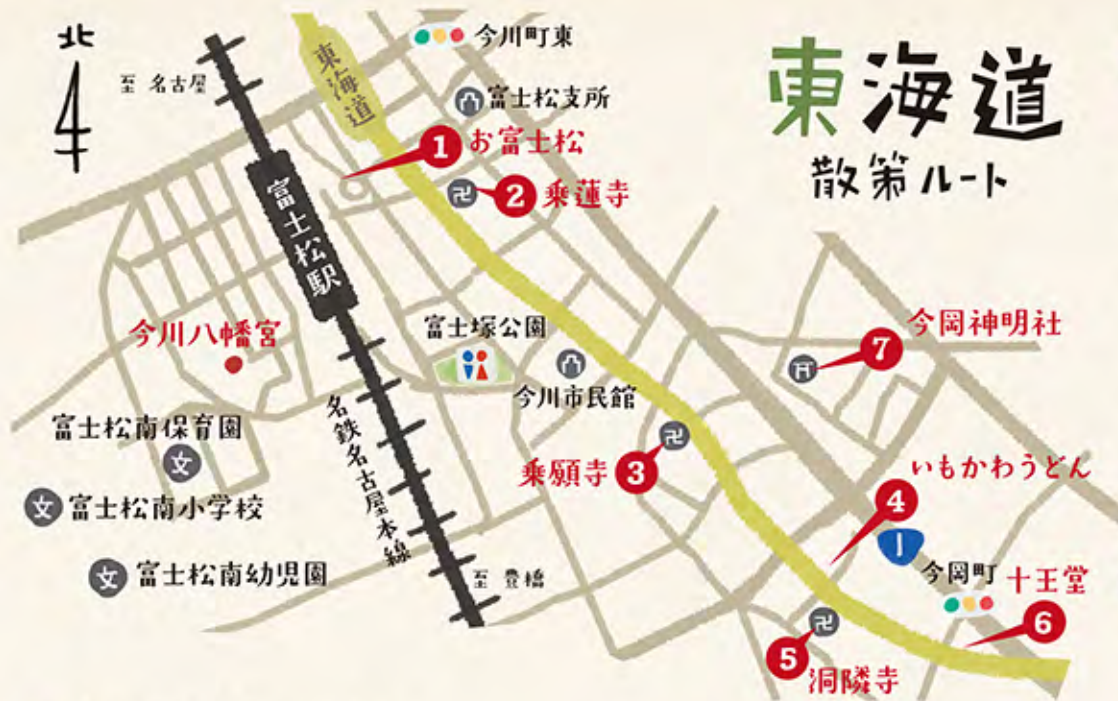 東海道
散策ルート
北
至 名古屋
東海道
今川町東
富士松支所
1 お富士松
2 乗蓮寺
富士松駅
今川八幡宮
富士塚公園
今川市民館
今岡神明社
7
富士松南保育園
文
文 富士松南小学校
文 富士松南幼児園
名鉄名古屋本線
至 豊橋
乗願寺 3
いもかわうどん
4
1
今岡町
十王堂
6
5
洞隣寺